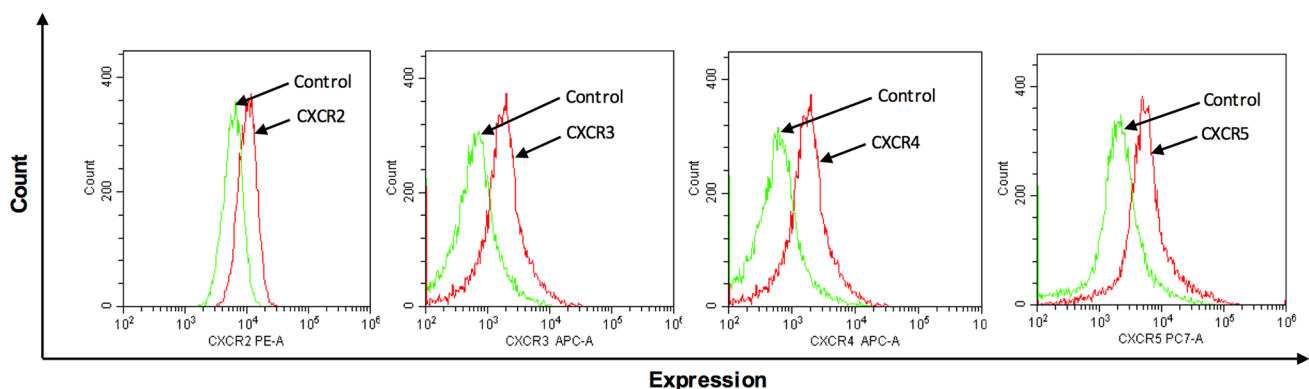 Count
Count
400
200
0
Control
CXCR2
10² 10³ 10⁴ 10⁵ 10⁶
CXCR2 PE-A
Count
400
200
0
Control
CXCR3
10² 10³ 10⁴ 10⁵
CXCR3 APC-A
Count
400
200
0
Control
CXCR4
10² 10³ 10⁴ 10⁵ 10
CXCR4 APC-A
Count
400
200
0
Control
CXCR5
10² 10³ 10⁴ 10⁵ 10⁶
CXCR5 PC7-A
Expression